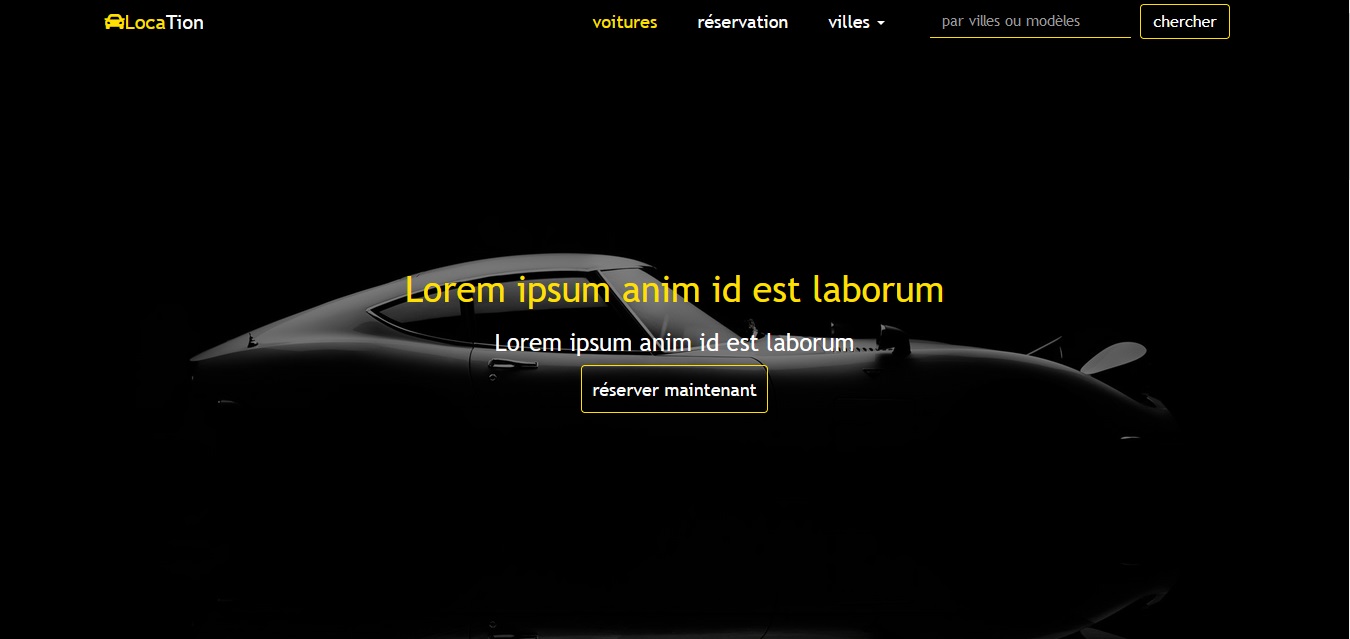 LocaTion voitures réservation villes par villes ou modèles chercher
Lorem ipsum anim id est laborum
Lorem ipsum anim id est laborum
réserver maintenant